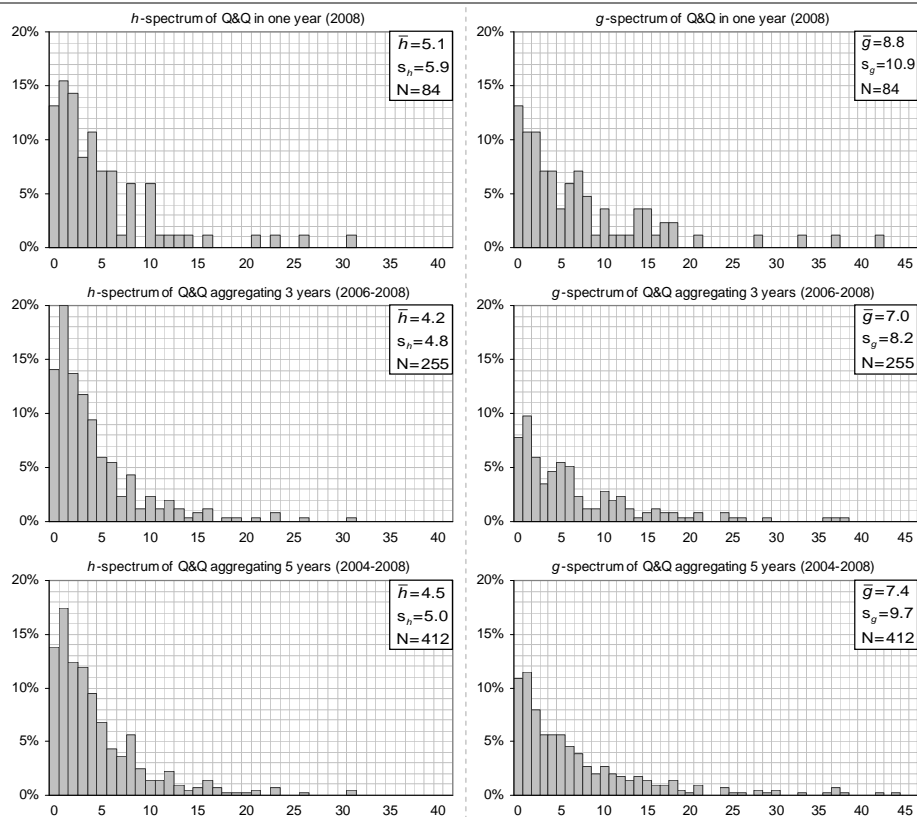 h-spectrum of Q&Q in one year (2008)
20%
15%
10%
5%
0%
h̅=5.1
sₕ=5.9
N=84
0 5 10 15 20 25 30 35 40
g-spectrum of Q&Q in one year (2008)
20%
15%
10%
5%
0%
g̅=8.8
s_g=10.9
N=84
0 5 10 15 20 25 30 35 40 45
h-spectrum of Q&Q aggregating 3 years (2006-2008)
20%
15%
10%
5%
0%
h̅=4.2
sₕ=4.8
N=255
0 5 10 15 20 25 30 35 40
g-spectrum of Q&Q aggregating 3 years (2006-2008)
20%
15%
10%
5%
0%
g̅=7.0
s_g=8.2
N=255
0 5 10 15 20 25 30 35 40 45
h-spectrum of Q&Q aggregating 5 years (2004-2008)
20%
15%
10%
5%
0%
h̅=4.5
sₕ=5.0
N=412
0 5 10 15 20 25 30 35 40
g-spectrum of Q&Q aggregating 5 years (2004-2008)
20%
15%
10%
5%
0%
g̅=7.4
s_g=9.7
N=412
0 5 10 15 20 25 30 35 40 45